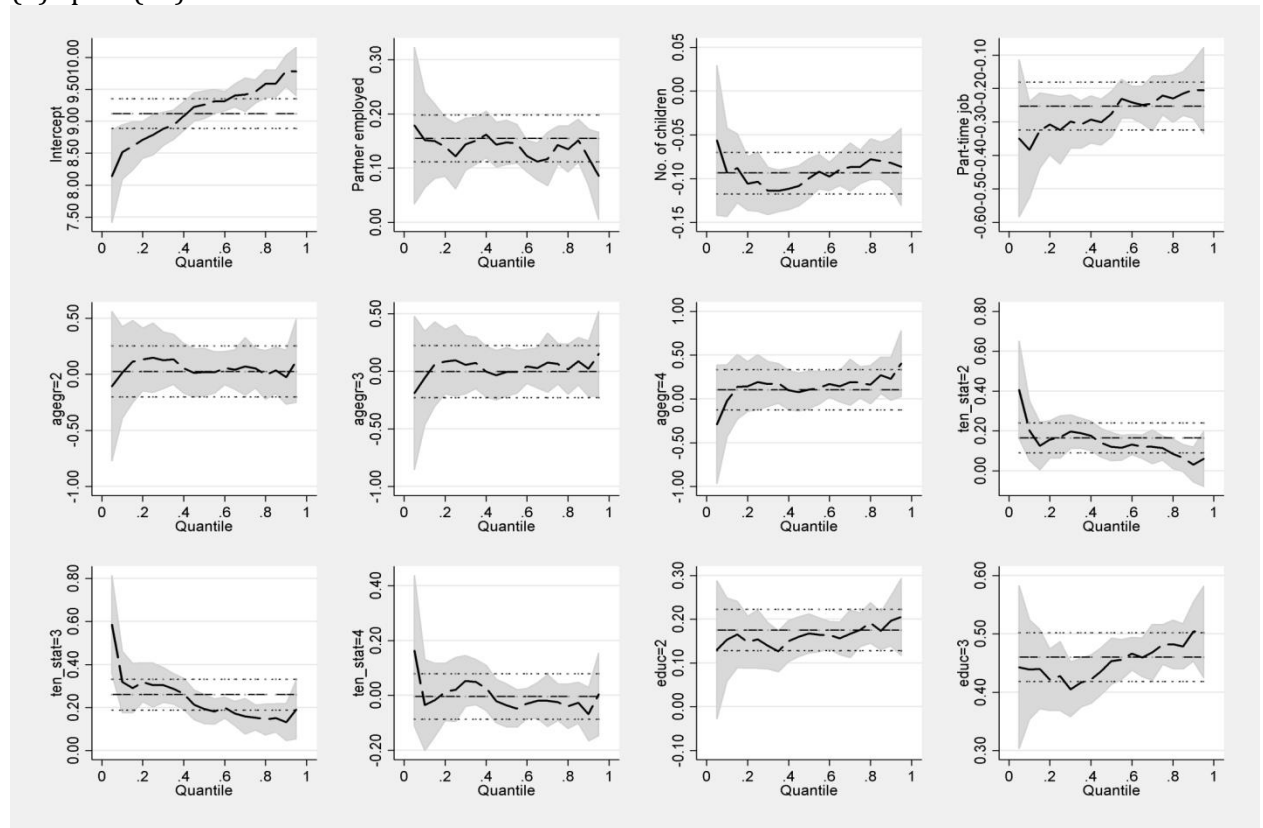 Intercept
7.50 8.00 8.50 9.00 9.5010.00
0 .2 .4 .6 .8 1
Quantile
Partner employed
0.00 0.10 0.20 0.30
0 .2 .4 .6 .8 1
Quantile
No. of children
-0.15 -0.10 -0.05 0.00 0.05
0 .2 .4 .6 .8 1
Quantile
Part-time job
-0.60-0.50-0.40-0.30-0.20-0.10
0 .2 .4 .6 .8 1
Quantile
agegr=2
-1.00 -0.50 0.00 0.50
0 .2 .4 .6 .8 1
Quantile
agegr=3
-1.00 -0.50 0.00 0.50
0 .2 .4 .6 .8 1
Quantile
agegr=4
-1.00 -0.50 0.00 0.50 1.00
0 .2 .4 .6 .8 1
Quantile
ten_stat=2
0.00 0.20 0.40 0.60 0.80
0 .2 .4 .6 .8 1
Quantile
ten_stat=3
0.00 0.20 0.40 0.60 0.80
0 .2 .4 .6 .8 1
Quantile
ten_stat=4
-0.20 0.00 0.20 0.40
0 .2 .4 .6 .8 1
Quantile
educ=2
-0.10 0.00 0.10 0.20 0.30
0 .2 .4 .6 .8 1
Quantile
educ=3
0.30 0.40 0.50 0.60
0 .2 .4 .6 .8 1
Quantile